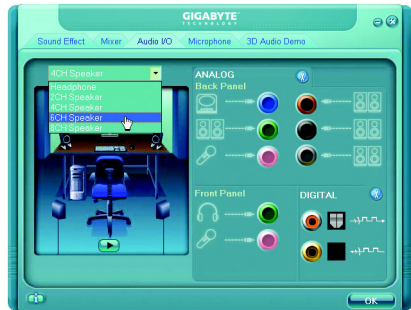 GIGABYTE
TECHNOLOGY
Sound Effect
Mixer
Audio I/O
Microphone
3D Audio Demo
4CH Speaker
Headphone
2CH Speaker
4CH Speaker
6CH Speaker
8CH Speaker
ANALOG
Back Panel
Front Panel
DIGITAL
OK